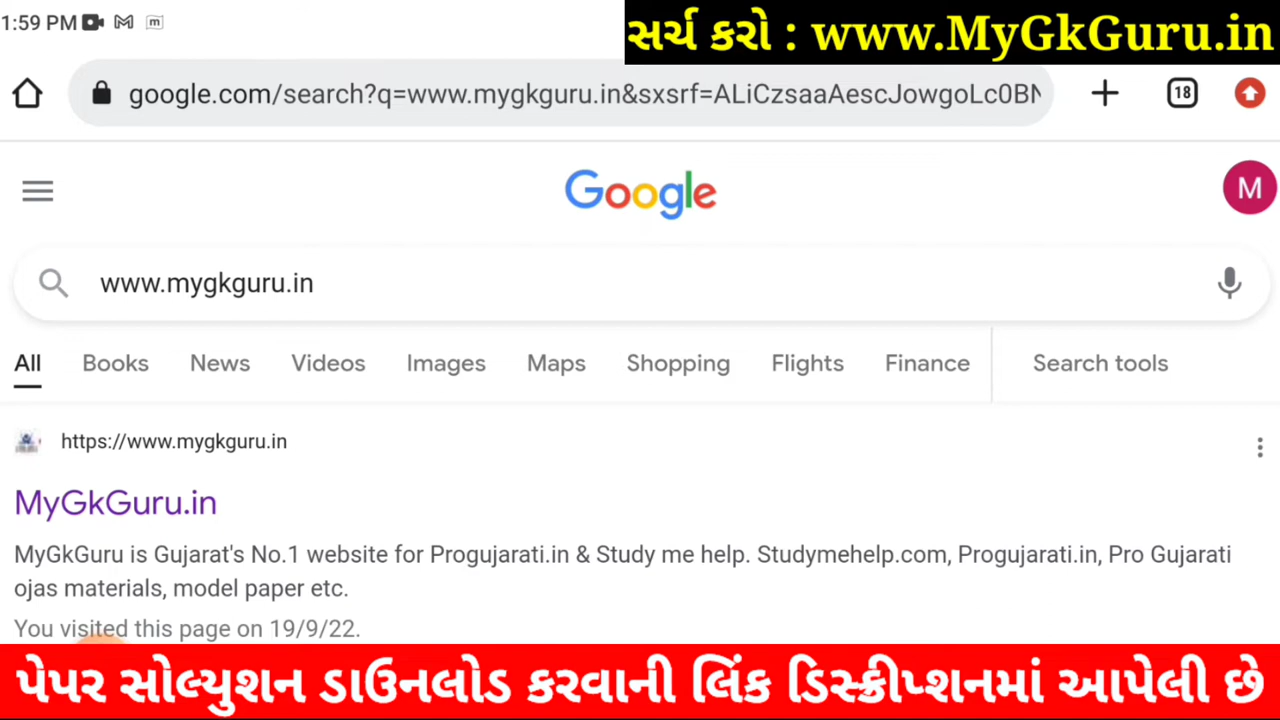 1:59 PM
સર્ચ કરો : www.MyGkGuru.in
google.com/search?q=www.mygkguru.in&sxsrf=ALiCzsaaAescJowgoLc0BN
18
Google
M
www.mygkguru.in
All Books News Videos Images Maps Shopping Flights Finance Search tools
https://www.mygkguru.in
MyGkGuru.in
MyGkGuru is Gujarat's No.1 website for Progujarati.in & Study me help. Studymehelp.com, Progujarati.in, Pro Gujarati
ojas materials, model paper etc.
You visited this page on 19/9/22.
પેપર સોલ્યુશન ડાઉનલોડ કરવાની લિંક ડિસ્ક્રીપ્શનમાં આપેલી છે